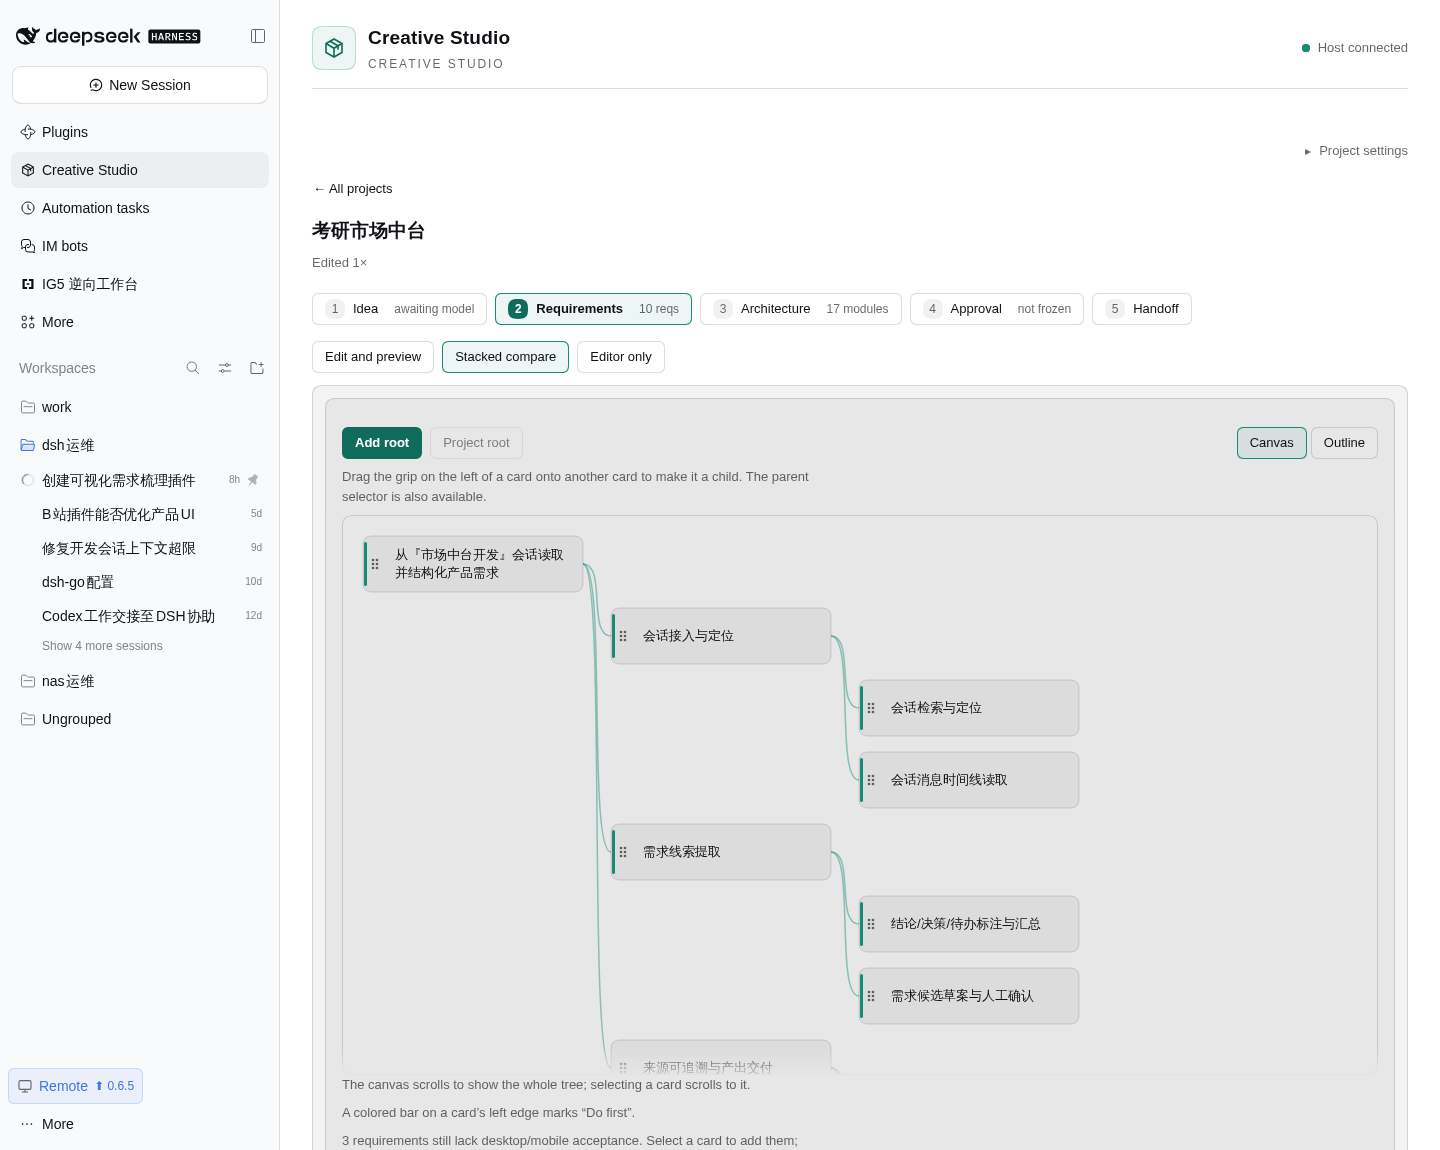 deepseek HARNESS
New Session
Plugins
Creative Studio
Automation tasks
IM bots
IG5 逆向工作台
More
Workspaces
work
dsh运维
创建可视化需求梳理插件 8h
B站插件能否优化产品UI 5d
修复开发会话上下文超限 9d
dsh-go配置 10d
Codex工作交接至DSH协助 12d
Show 4 more sessions
nas运维
Ungrouped
Remote ⬆ 0.6.5
More
Creative Studio
CREATIVE STUDIO
Host connected
▸ Project settings
← All projects
考研市场中台
Edited 1×
1 Idea awaiting model
2 Requirements 10 reqs
3 Architecture 17 modules
4 Approval not frozen
5 Handoff
Edit and preview
Stacked compare
Editor only
Add root
Project root
Canvas
Outline
Drag the grip on the left of a card onto another card to make it a child. The parent
selector is also available.
从『市场中台开发』会话读取
并结构化产品需求
会话接入与定位
会话检索与定位
会话消息时间线读取
需求线索提取
结论/决策/待办标注与汇总
需求候选草案与人工确认
来源可追溯与产出交付
The canvas scrolls to show the whole tree; selecting a card scrolls to it.
A colored bar on a card’s left edge marks “Do first”.
3 requirements still lack desktop/mobile acceptance. Select a card to add them;